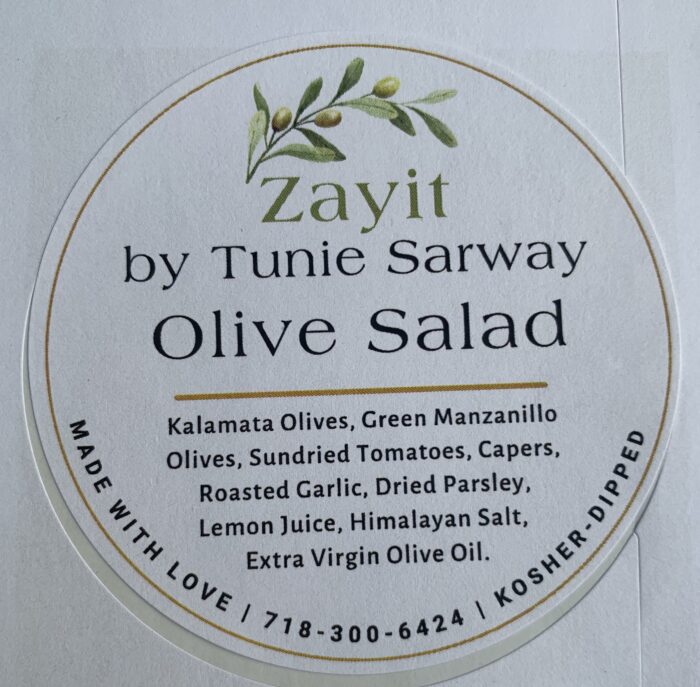 Zayit
by Tunie Sarway
Olive Salad
Kalamata Olives, Green Manzanillo
Olives, Sundried Tomatoes, Capers,
Roasted Garlic, Dried Parsley,
Lemon Juice, Himalayan Salt,
Extra Virgin Olive Oil.
MADE WITH LOVE | 718-300-6424 | KOSHER-DIPPED